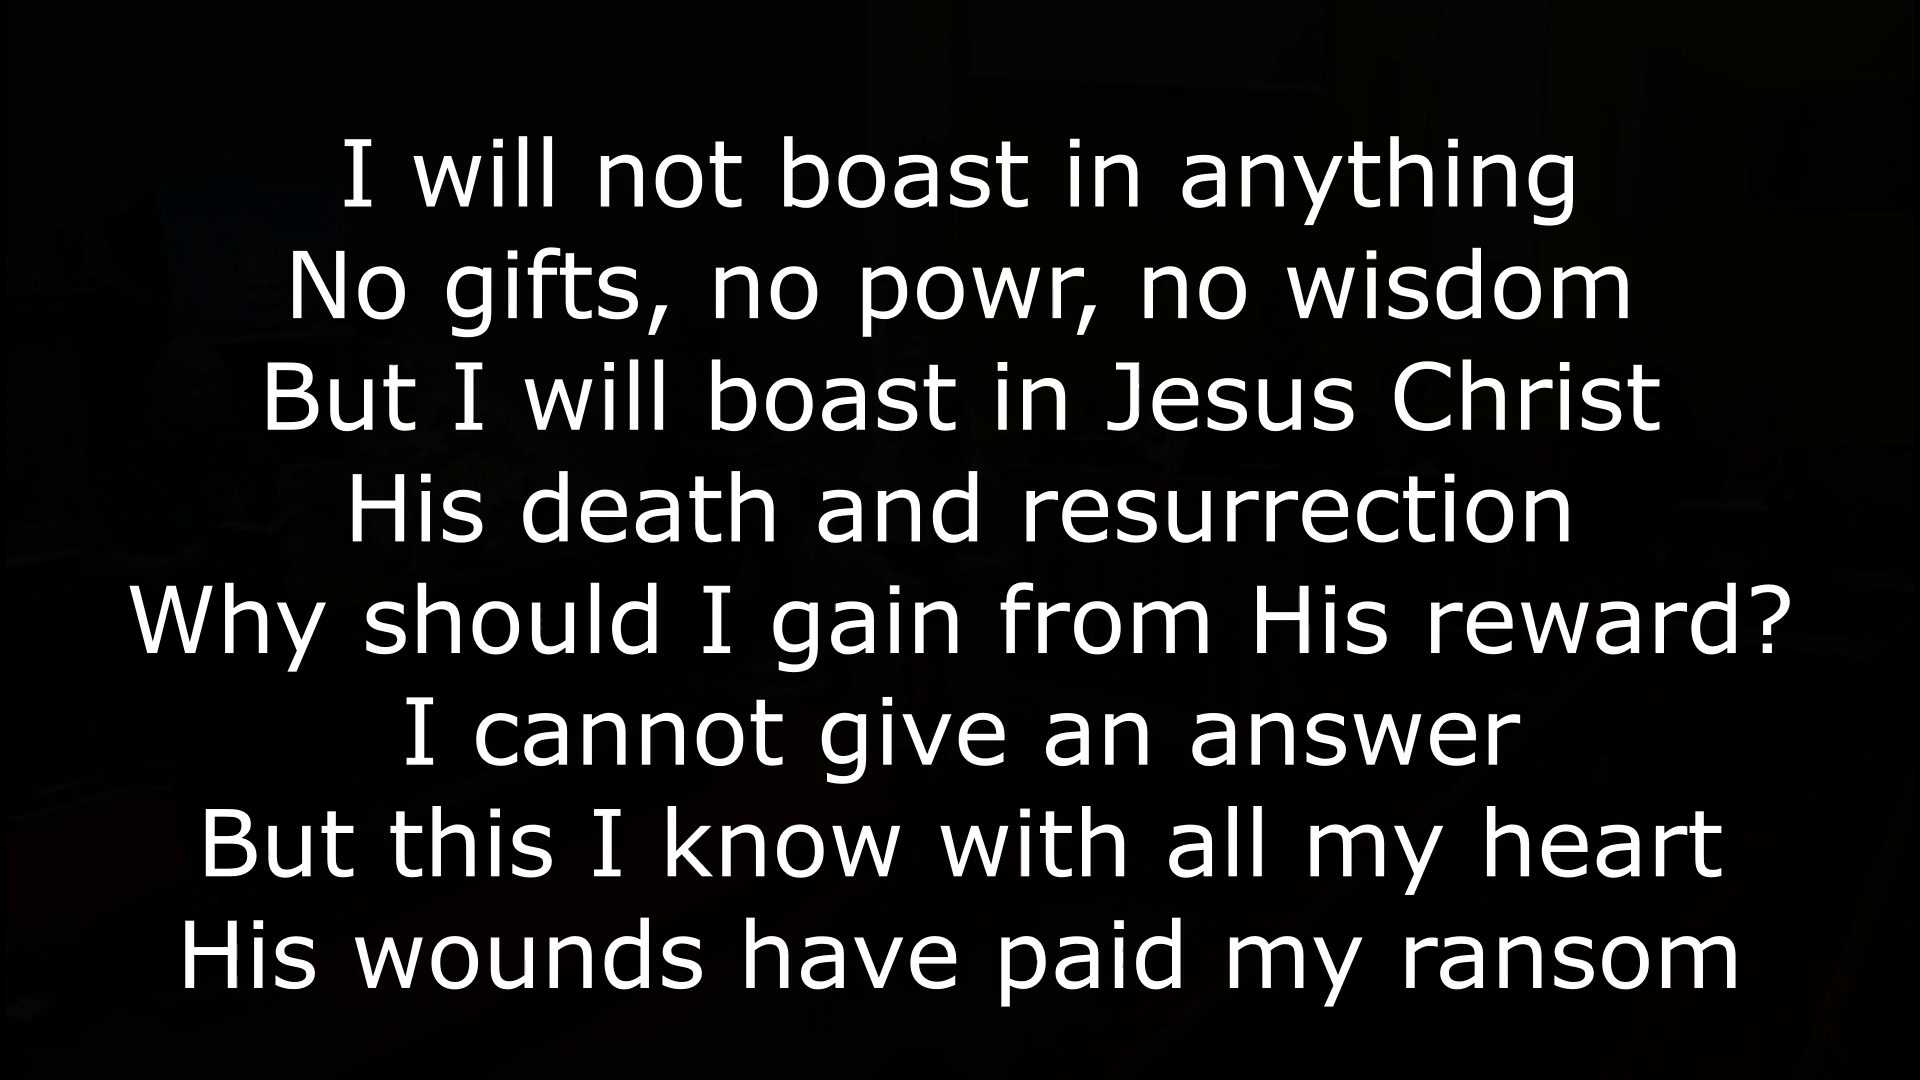 I will not boast in anything
No gifts, no powr, no wisdom
But I will boast in Jesus Christ
His death and resurrection
Why should I gain from His reward?
I cannot give an answer
But this I know with all my heart
His wounds have paid my ransom